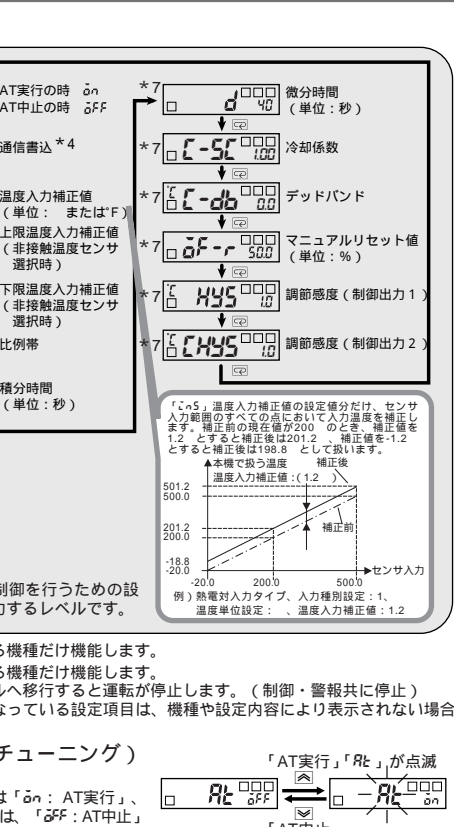 AT実行の時 on
AT中止の時 oFF
通信書込 *4
温度入力補正値
(単位: または°F)
上限温度入力補正値
(非接触温度センサ
選択時)
下限温度入力補正値
(非接触温度センサ
選択時)
比例帯
積分時間
(単位:秒)
*7 d 40 微分時間
(単位:秒)
*7 C-SC 1.00 冷却係数
*7 C-db 0.0 デッドバンド
*7 oF-r 50.0 マニュアルリセット値
(単位:%)
*7 HYS 1.0 調節感度(制御出力1)
*7 CHYS 1.0 調節感度(制御出力2)
「inS」温度入力補正値の設定値分だけ、センサ
入力範囲のすべての点において入力温度を補正し
ます。補正前の現在値が200 のとき、補正値を
1.2 とすると補正後は201.2 、補正値を-1.2
とすると補正後は198.8 として扱います。
本機で扱う温度 補正後
温度入力補正値:(1.2 )
501.2
500.0
201.2
200.0
補正前
-18.8
-20.0
センサ入力
-20.0 200.0 500.0
例)熱電対入力タイプ、入力種別設定:1、
温度単位設定: 、温度入力補正値:1.2
制御を行うための設
するレベルです。
る機種だけ機能します。
る機種だけ機能します。
ルへ移行すると運転が停止します。(制御・警報共に停止)
なっている設定項目は、機種や設定内容により表示されない場合
チューニング)
「AT実行」「At」が点滅
は「on: AT実行」、
は、「oFF:AT中止」
At oFF At on
「AT中止